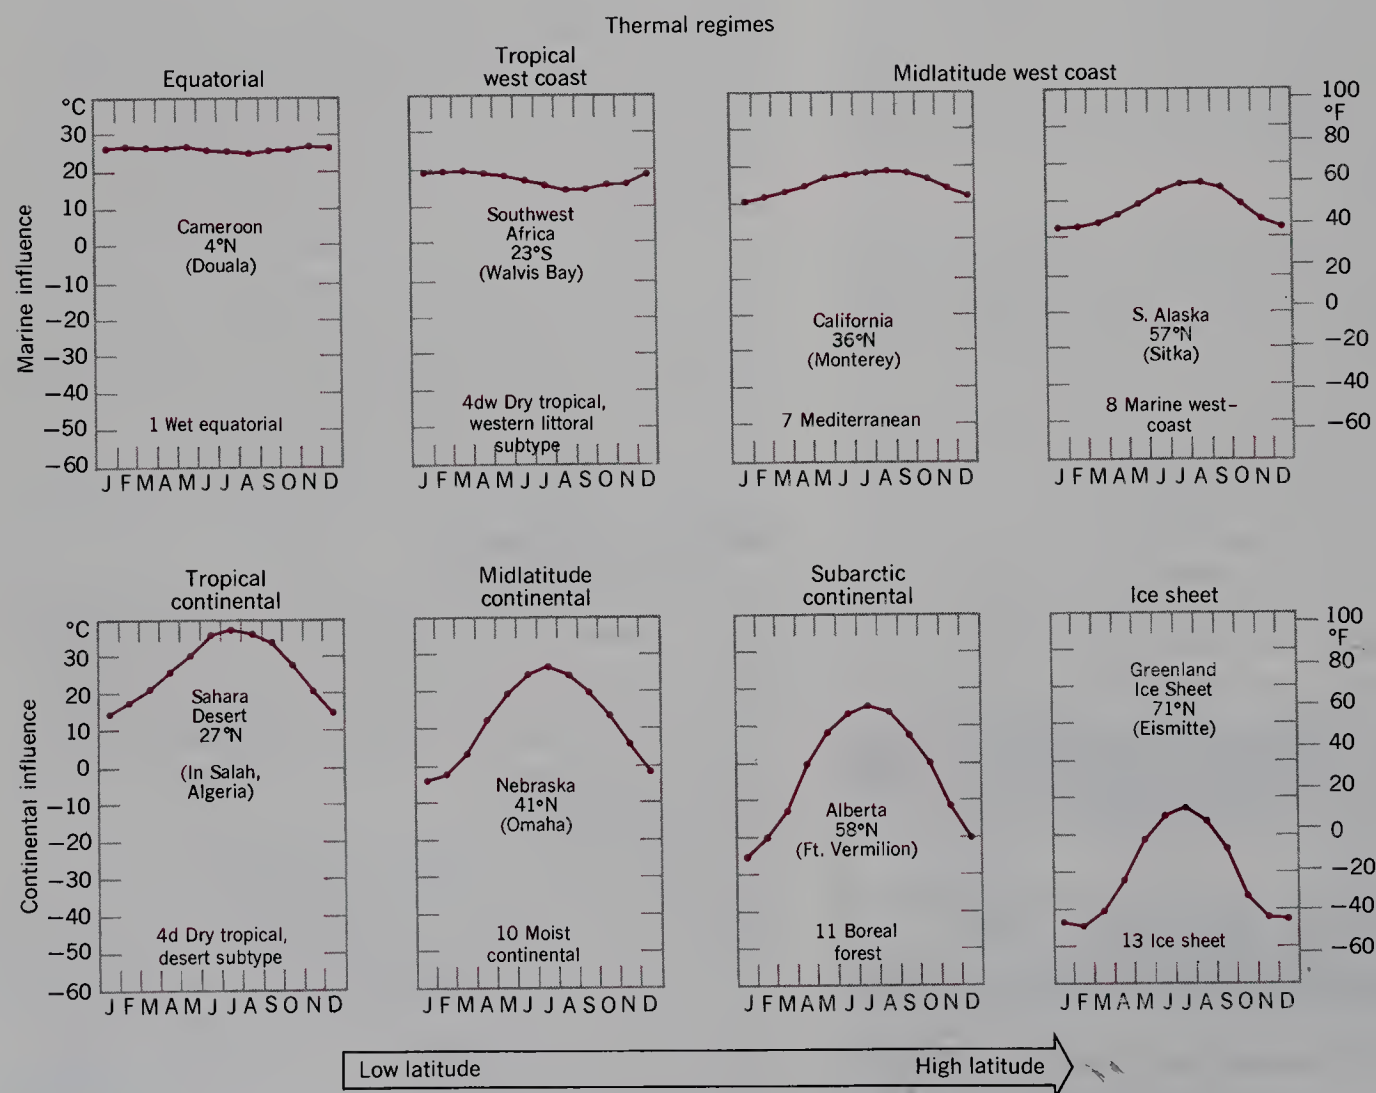 Thermal regimes
Equatorial
Tropical
west coast
Midlatitude west coast
°C
30
20
10
0
−10
−20
−30
−40
−50
−60
Marine influence
Cameroon
4°N
(Douala)
1 Wet equatorial
J F M A M J J A S O N D
Southwest
Africa
23°S
(Walvis Bay)
4dw Dry tropical,
western littoral
subtype
J F M A M J J A S O N D
California
36°N
(Monterey)
7 Mediterranean
J F M A M J J A S O N D
S. Alaska
57°N
(Sitka)
8 Marine west–
coast
J F M A M J J A S O N D
100
°F
80
60
40
20
0
−20
−40
−60
Tropical
continental
Midlatitude
continental
Subarctic
continental
Ice sheet
°C
30
20
10
0
−10
−20
−30
−40
−50
−60
Continental influence
Sahara
Desert
27°N
(In Salah,
Algeria)
4d Dry tropical,
desert subtype
J F M A M J J A S O N D
Nebraska
41°N
(Omaha)
10 Moist
continental
J F M A M J J A S O N D
Alberta
58°N
(Ft. Vermilion)
11 Boreal
forest
J F M A M J J A S O N D
Greenland
Ice Sheet
71°N
(Eismitte)
13 Ice sheet
J F M A M J J A S O N D
100
°F
80
60
40
20
0
−20
−40
−60
Low latitude
High latitude